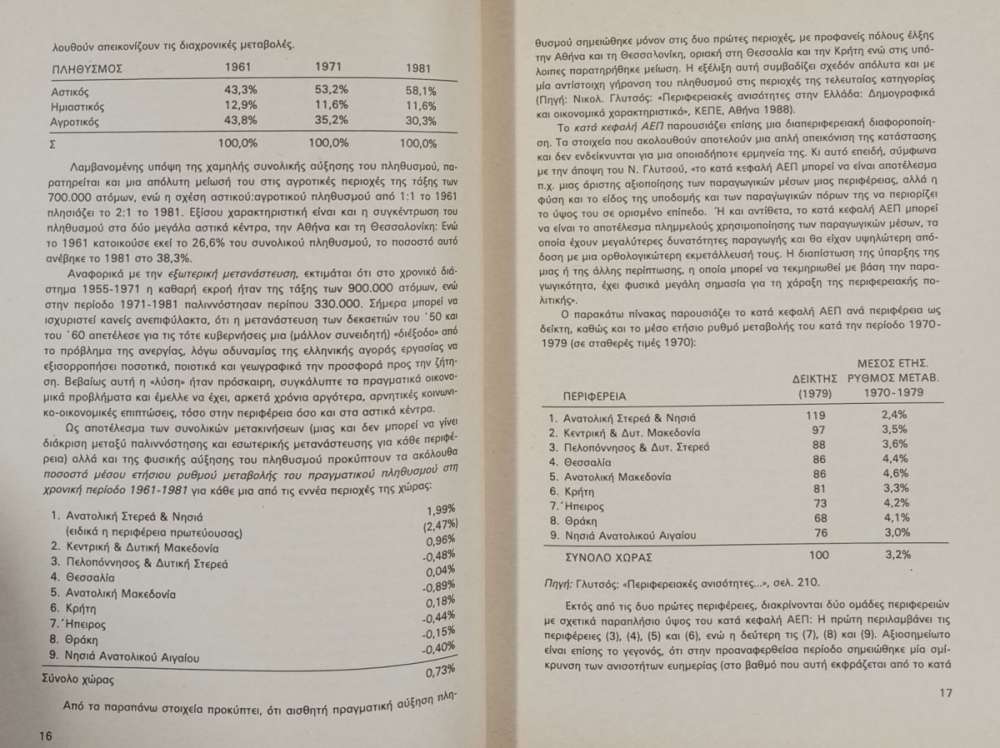 λουθούν απεικονίζουν τις διαχρονικές μεταβολές.
ΠΛΗΘΥΣΜΟΣ 1961 1971 1981
Αστικός 43,3% 53,2% 58,1%
Ημιαστικός 12,9% 11,6% 11,6%
Αγροτικός 43,8% 35,2% 30,3%
Σ 100,0% 100,0% 100,0%
Λαμβανομένης υπόψη της χαμηλής συνολικής αύξησης του πληθυσμού, πα-
ρατηρείται και μια απόλυτη μείωσή του στις αγροτικές περιοχές της τάξης των
700.000 ατόμων, ενώ η σχέση αστικού:αγροτικού πληθυσμού από 1:1 το 1961
πλησιάζει το 2:1 το 1981. Εξίσου χαρακτηριστική είναι και η συγκέντρωση του
πληθυσμού στα δυό μεγάλα αστικά κέντρα, την Αθήνα και τη Θεσσαλονίκη: Ενώ
το 1961 κατοικούσε εκεί το 26,6% του συνολικού πληθυσμού, το ποσοστό αυτό
ανέβηκε το 1981 στο 38,3%.
Αναφορικά με την εξωτερική μετανάστευση, εκτιμάται ότι στο χρονικό διά-
στημα 1955-1971 η καθαρή εκροή ήταν της τάξης των 900.000 ατόμων, ενώ
στην περίοδο 1971-1981 παλιννόστησαν περίπου 330.000. Σήμερα μπορεί να
ισχυριστεί κανείς ανεπιφύλακτα, ότι η μετανάστευση των δεκαετιών του ΄50 και
του ΄60 απετέλεσε για τις τότε κυβερνήσεις μια (μάλλον συνειδητή) «διέξοδο» από
το πρόβλημα της ανεργίας, λόγω αδυναμίας της ελληνικής αγοράς εργασίας να
εξισορροπήσει ποσοτικά, ποιοτικά και γεωγραφικά την προσφορά προς την ζήτη-
ση. Βεβαίως αυτή η «λύση» ήταν πρόσκαιρη, συγκάλυπτε τα πραγματικά οικονο-
μικά προβλήματα και έμελλε να έχει, αρκετά χρόνια αργότερα, αρνητικές κοινωνι-
κο-οικονομικές επιπτώσεις, τόσο στην περιφέρεια όσο και στα αστικά κέντρα.
Ως αποτέλεσμα των συνολικών μετακινήσεων (μιας και δεν μπορεί να γίνει
διάκριση μεταξύ παλιννόστησης και εσωτερικής μετανάστευσης για κάθε περιφέ-
ρεια) αλλά και της φυσικής αύξησης του πληθυσμού προκύπτουν τα ακόλουθα
ποσοστά μέσου ετήσιου ρυθμού μεταβολής του πραγματικού πληθυσμού στη
χρονική περίοδο 1961-1981 για κάθε μια από τις εννέα περιοχές της χώρας:
1. Ανατολική Στερεά & Νησιά 1,99%
(ειδικά η περιφέρεια πρωτεύουσας) (2,47%)
2. Κεντρική & Δυτική Μακεδονία 0,96%
3. Πελοπόννησος & Δυτική Στερεά -0,48%
4. Θεσσαλία 0,04%
5. Ανατολική Μακεδονία -0,89%
6. Κρήτη 0,18%
7.΄Ηπειρος -0,44%
8. Θράκη -0,15%
9. Νησιά Ανατολικού Αιγαίου -0,40%
Σύνολο χώρας 0,73%
Από τα παραπάνω στοιχεία προκύπτει, ότι αισθητή πραγματική αύξηση πλη-
16
θυσμού σημειώθηκε μόνον στις δυο πρώτες περιοχές, με προφανείς πόλους έλξης
την Αθήνα και τη Θεσσαλονίκη, οριακή στη Θεσσαλία και την Κρήτη ενώ στις υπό-
λοιπες παρατηρήθηκε μείωση. Η εξέλιξη αυτή συμβαδίζει σχεδόν απόλυτα και με
μία αντίστοιχη γήρανση του πληθυσμού στις περιοχές της τελευταίας κατηγορίας
(Πηγή: Νικολ. Γλυτσός: «Περιφερειακές ανισότητες στην Ελλάδα: Δημογραφικά
και οικονομικά χαρακτηριστικά», ΚΕΠΕ, Αθήνα 1988).
Το κατά κεφαλή ΑΕΠ παρουσιάζει επίσης μια διαπεριφερειακή διαφοροποίη-
ση. Τα στοιχεία που ακολουθούν αποτελούν μια απλή απεικόνιση της κατάστασης
και δεν ενδείκνυνται για μια οποιαδήποτε ερμηνεία της. Κι αυτό επειδή, σύμφωνα
με την άποψη του Ν. Γλυτσού, «το κατά κεφαλή ΑΕΠ μπορεί να είναι αποτέλεσμα
π.χ. μιας άριστης αξιοποίησης των παραγωγικών μέσων μιας περιφέρειας, αλλά η
φύση και το είδος της υποδομής και των παραγωγικών πόρων της να περιορίζει
το ύψος του σε ορισμένο επίπεδο. ΄Η και αντίθετα, το κατά κεφαλή ΑΕΠ μπορεί
να είναι το αποτέλεσμα πλημμελούς χρησιμοποίησης των παραγωγικών μέσων, τα
οποία έχουν μεγαλύτερες δυνατότητες παραγωγής και θα είχαν υψηλότερη από-
δοση με μια ορθολογικώτερη εκμετάλλευσή τους. Η διαπίστωση της ύπαρξης της
μιας ή της άλλης περίπτωσης, η οποία μπορεί να τεκμηριωθεί με βάση την παρα-
γωγικότητα, έχει φυσικά μεγάλη σημασία για τη χάραξη της περιφερειακής πο-
λιτικής».
Ο παρακάτω πίνακας παρουσιάζει το κατά κεφαλή ΑΕΠ ανά περιφέρεια ως
δείκτη, καθώς και το μέσο ετήσιο ρυθμό μεταβολής του κατά την περίοδο 1970-
1979 (σε σταθερές τιμές 1970):
ΜΕΣΟΣ ΕΤΗΣ.
ΔΕΙΚΤΗΣ ΡΥΘΜΟΣ ΜΕΤΑΒ.
ΠΕΡΙΦΕΡΕΙΑ (1979) 1970-1979
1. Ανατολική Στερεά & Νησιά 119 2,4%
2. Κεντρική & Δυτ. Μακεδονία 97 3,5%
3. Πελοπόννησος & Δυτ. Στερεά 88 3,6%
4. Θεσσαλία 86 4,4%
5. Ανατολική Μακεδονία 86 4,6%
6. Κρήτη 81 3,3%
7.΄Ηπειρος 73 4,2%
8. Θράκη 68 4,1%
9. Νησιά Ανατολικού Αιγαίου 76 3,0%
ΣΥΝΟΛΟ ΧΩΡΑΣ 100 3,2%
Πηγή: Γλυτσός: «Περιφερειακές ανισότητες...», σελ. 210.
Εκτός από τις δυο πρώτες περιφέρειες, διακρίνονται δύο ομάδες περιφερειών
με σχετικά παραπλήσιο ύψος του κατά κεφαλή ΑΕΠ: Η πρώτη περιλαμβάνει τις
περιφέρειες (3), (4), (5) και (6), ενώ η δεύτερη τις (7), (8) και (9). Αξιοσημείωτο
είναι επίσης το γεγονός, ότι στην προαναφερθείσα περίοδο σημειώθηκε μία σμί-
κρυνση των ανισοτήτων ευημερίας (στο βαθμό που αυτή εκφράζεται από το κατά
17